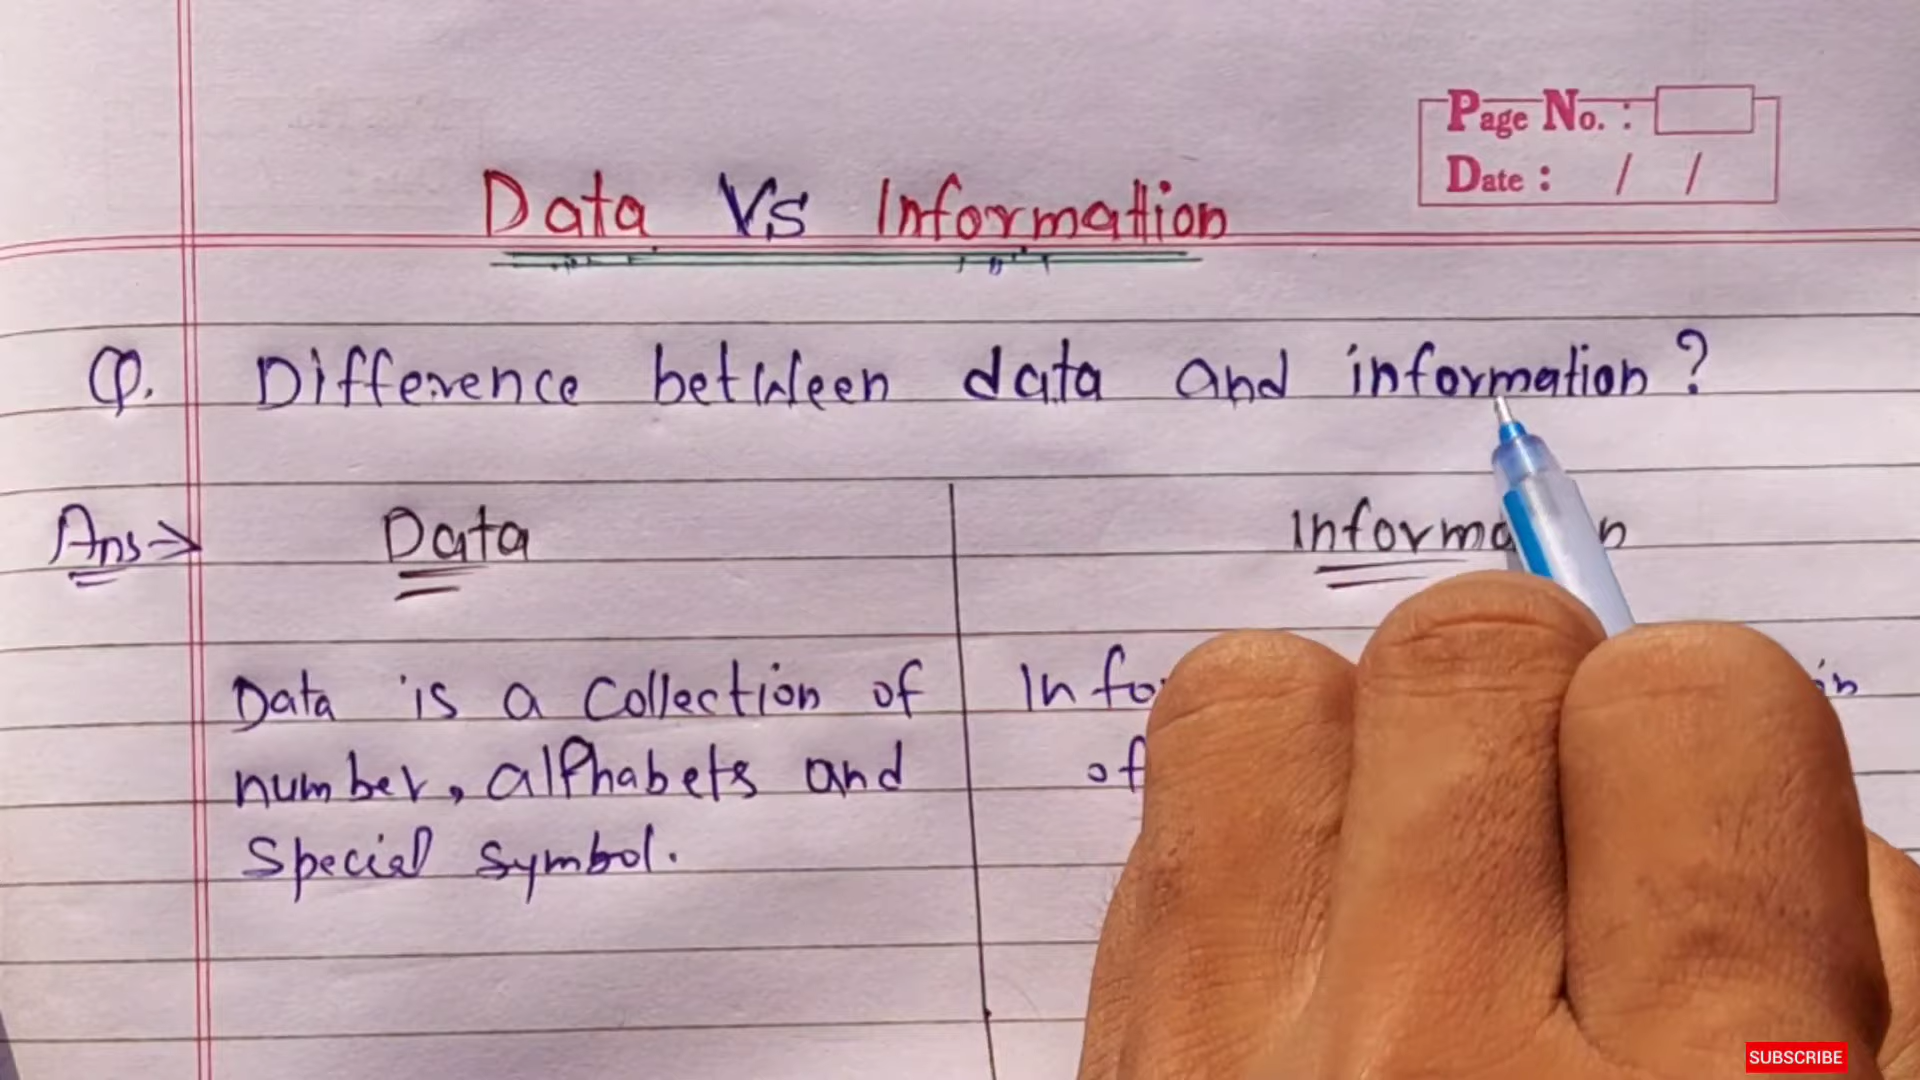 Page No. :
Date : / /
Data Vs Information
Q. Difference between data and information?
Ans→ Data
Data is a collection of
of
number, alphabets and
special symbol.
SUBSCRIBE